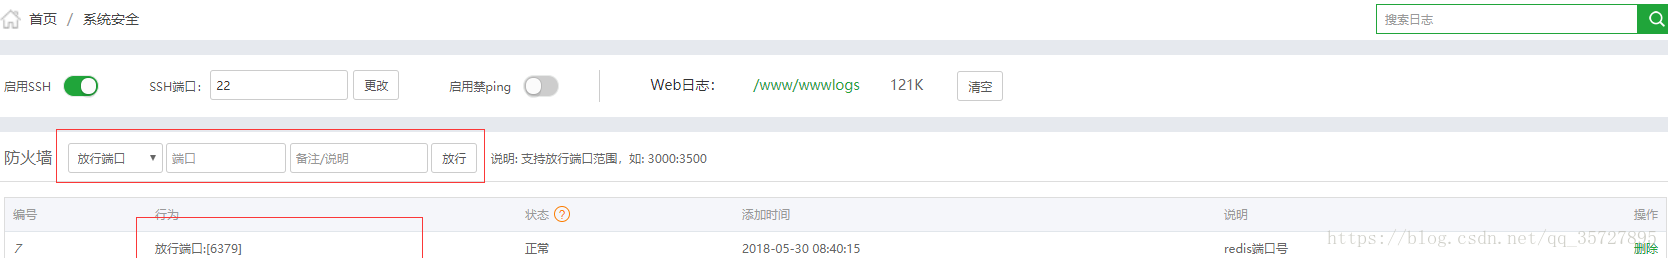 首页 / 系统安全 搜索日志
启用SSH SSH端口： 22 更改 启用禁ping Web日志： /www/wwwlogs 121K 清空
防火墙 放行端口 端口 备注/说明 放行 说明: 支持放行端口范围，如: 3000:3500
编号 行为 状态 ? 添加时间 说明 操作
7 放行端口:[6379] 正常 2018-05-30 08:40:15 redis端口号 删除
https://blog.csdn.net/qq_35727895